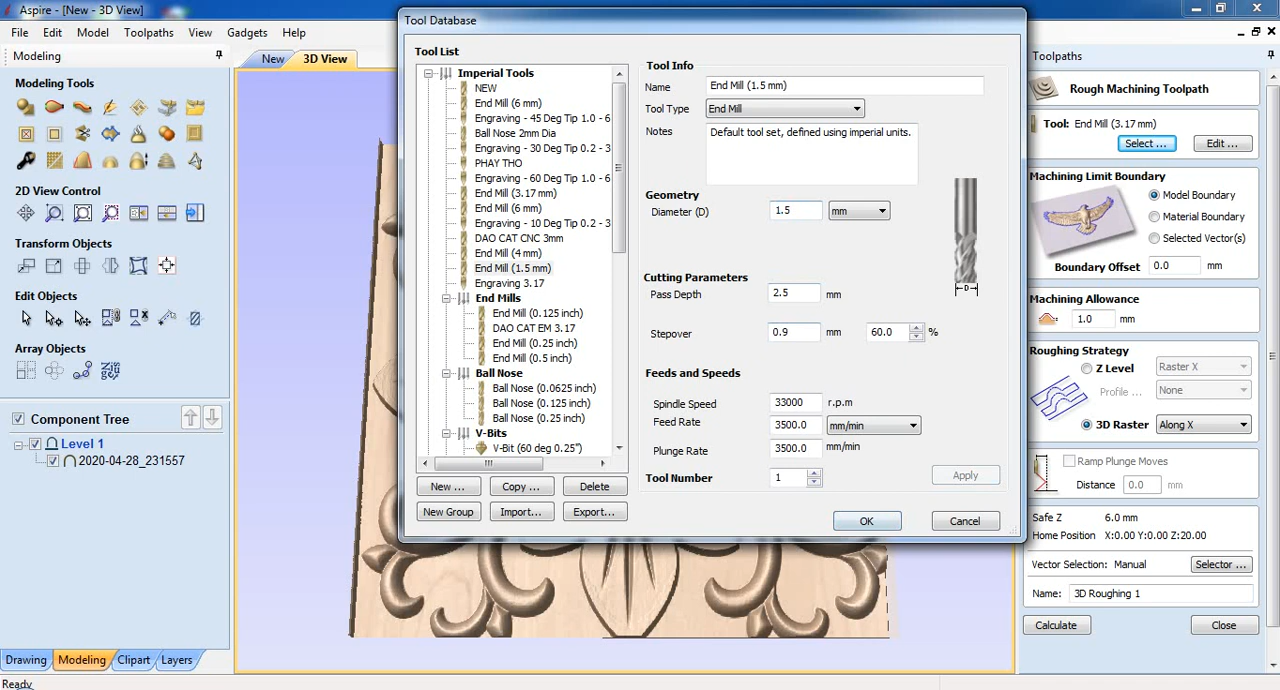 Aspire - [New - 3D View]
File Edit Model Toolpaths View Gadgets Help
Modeling
New 3D View
Modeling Tools
2D View Control
Transform Objects
Edit Objects
Array Objects
Component Tree
Level 1
2020-04-28_231557
Drawing Modeling Clipart Layers
Ready
Tool Database
Tool List
Imperial Tools
NEW
End Mill (6 mm)
Engraving - 45 Deg Tip 1.0 - 6
Ball Nose 2mm Dia
Engraving - 30 Deg Tip 0.2 - 3
PHAY THO
Engraving - 60 Deg Tip 1.0 - 6
End Mill (3.17 mm)
End Mill (6 mm)
Engraving - 10 Deg Tip 0.2 - 3
DAO CAT CNC 3mm
End Mill (4 mm)
End Mill (1.5 mm)
Engraving 3.17
End Mills
End Mill (0.125 inch)
DAO CAT EM 3.17
End Mill (0.25 inch)
End Mill (0.5 inch)
Ball Nose
Ball Nose (0.0625 inch)
Ball Nose (0.125 inch)
Ball Nose (0.25 inch)
V-Bits
V-Bit (60 deg 0.25")
New ... Copy ... Delete
New Group Import... Export...
Tool Info
Name End Mill (1.5 mm)
Tool Type End Mill
Notes Default tool set, defined using imperial units.
Geometry
Diameter (D) 1.5 mm
D
Cutting Parameters
Pass Depth 2.5 mm
Stepover 0.9 mm 60.0 %
Feeds and Speeds
Spindle Speed 33000 r.p.m
Feed Rate 3500.0 mm/min
Plunge Rate 3500.0 mm/min
Tool Number 1 Apply
OK Cancel
Toolpaths
Rough Machining Toolpath
Tool: End Mill (3.17 mm)
Select ... Edit ...
Machining Limit Boundary
Model Boundary
Material Boundary
Selected Vector(s)
Boundary Offset 0.0 mm
Machining Allowance
1.0 mm
Roughing Strategy
Z Level Raster X
Profile ... None
3D Raster Along X
Ramp Plunge Moves
Distance 0.0 mm
Safe Z 6.0 mm
Home Position X:0.00 Y:0.00 Z:20.00
Vector Selection: Manual Selector ...
Name: 3D Roughing 1
Calculate Close